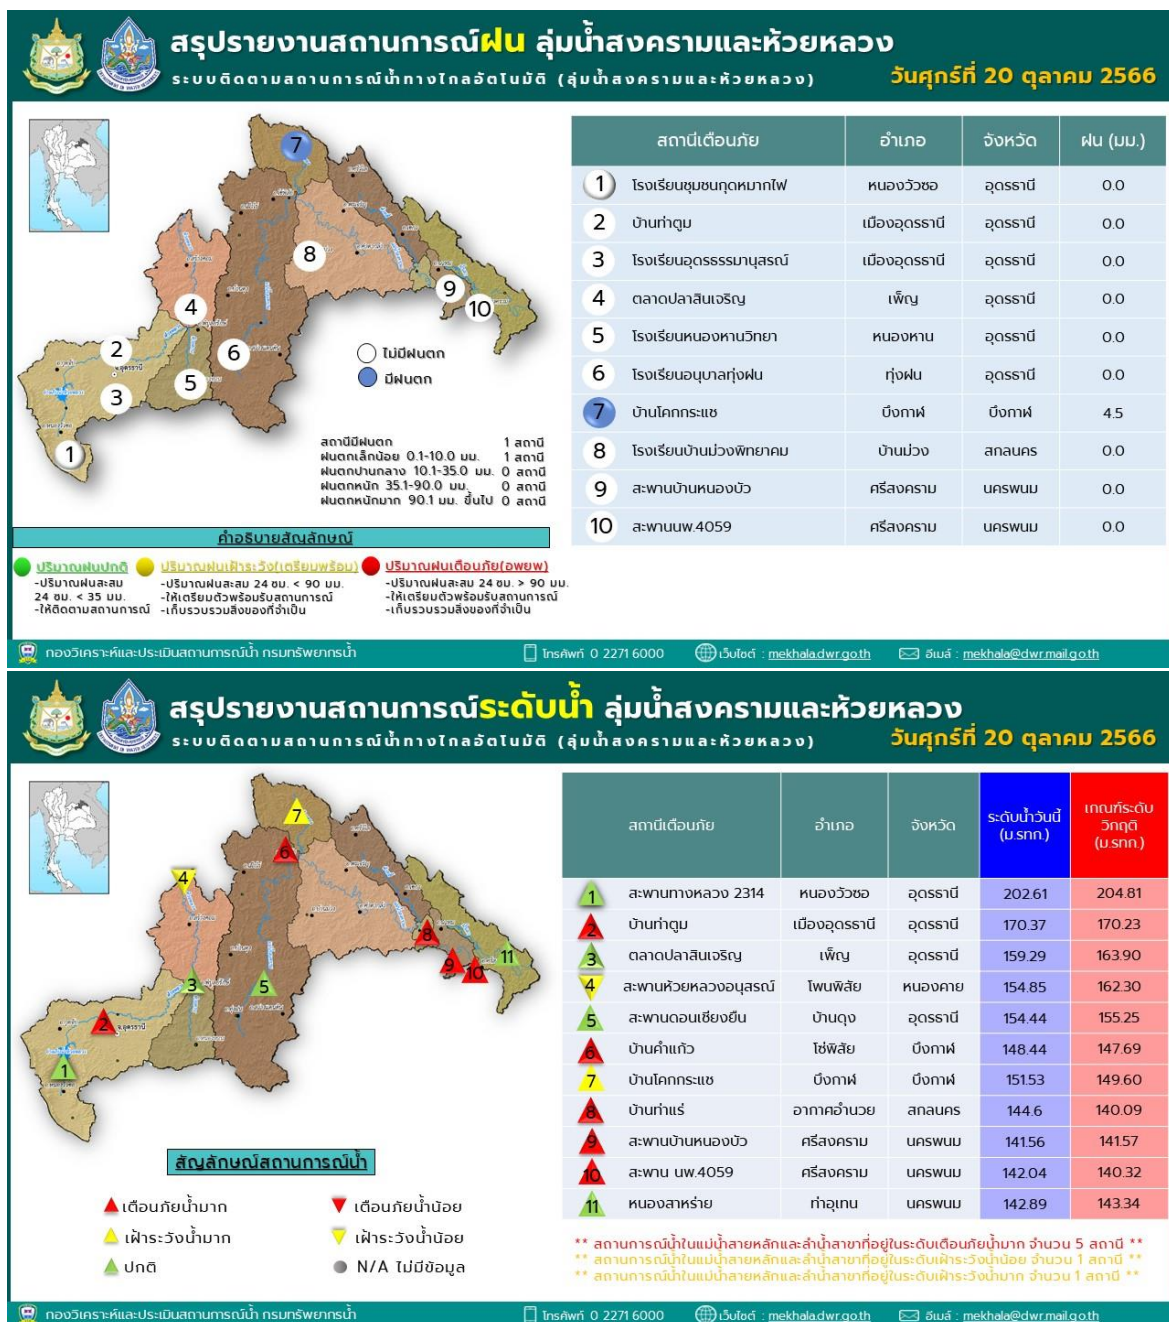 สรุปรายงานสถานการณ์ฝน ลุ่มน้ำสงครามและห้วยหลวง
ระบบติดตามสถานการณ์น้ำทางไกลอัตโนมัติ (ลุ่มน้ำสงครามและห้วยหลวง) วันศุกร์ที่ 20 ตุลาคม 2566
สถานีเตือนภัย อำเภอ จังหวัด ฝน (มม.)
1 โรงเรียนชุมชนกุดหมากไฟ หนองวัวซอ อุดรธานี 0.0
2 บ้านท่าตูม เมืองอุดรธานี อุดรธานี 0.0
3 โรงเรียนอุดรธรรมานุสรณ์ เมืองอุดรธานี อุดรธานี 0.0
4 ตลาดปลาสินเจริญ เพ็ญ อุดรธานี 0.0
5 โรงเรียนหนองหานวิทยา หนองหาน อุดรธานี 0.0
6 โรงเรียนอนุบาลทุ่งฝน ทุ่งฝน อุดรธานี 0.0
7 บ้านโคกกระแซ บึงกาฬ บึงกาฬ 4.5
8 โรงเรียนบ้านม่วงพิทยาคม บ้านม่วง สกลนคร 0.0
9 สะพานบ้านหนองบัว ศรีสงคราม นครพนม 0.0
10 สะพานนพ.4059 ศรีสงคราม นครพนม 0.0
7
8
9
10
4
2
6
5
3
1
ไม่มีฝนตก
มีฝนตก
สถานีมีฝนตก 1 สถานี
ฝนตกเล็กน้อย 0.1-10.0 มม. 1 สถานี
ฝนตกปานกลาง 10.1-35.0 มม. 0 สถานี
ฝนตกหนัก 35.1-90.0 มม. 0 สถานี
ฝนตกหนักมาก 90.1 มม. ขึ้นไป 0 สถานี
คำอธิบายสัญลักษณ์
ปริมาณฝนปกติ
-ปริมาณฝนสะสม
24 ชม. < 35 มม.
-ให้ติดตามสถานการณ์
ปริมาณฝนเฝ้าระวัง(เตรียมพร้อม)
-ปริมาณฝนสะสม 24 ชม. < 90 มม.
-ให้เตรียมตัวพร้อมรับสถานการณ์
-เก็บรวบรวมสิ่งของที่จำเป็น
ปริมาณฝนเตือนภัย(อพยพ)
-ปริมาณฝนสะสม 24 ชม. > 90 มม.
-ให้เตรียมตัวพร้อมรับสถานการณ์
-เก็บรวบรวมสิ่งของที่จำเป็น
กองวิเคราะห์และประเมินสถานการณ์น้ำ กรมทรัพยากรน้ำ โทรศัพท์ 0 2271 6000 เว็บไซต์ : mekhala.dwr.go.th อีเมล์ : mekhala@dwr.mail.go.th
สรุปรายงานสถานการณ์ระดับน้ำ ลุ่มน้ำสงครามและห้วยหลวง
ระบบติดตามสถานการณ์น้ำทางไกลอัตโนมัติ (ลุ่มน้ำสงครามและห้วยหลวง) วันศุกร์ที่ 20 ตุลาคม 2566
สถานีเตือนภัย อำเภอ จังหวัด ระดับน้ำวันนี้ (ม.รทก.) เกณฑ์ระดับวิกฤติ (ม.รทก.)
1 สะพานทางหลวง 2314 หนองวัวซอ อุดรธานี 202.61 204.81
2 บ้านท่าตูม เมืองอุดรธานี อุดรธานี 170.37 170.23
3 ตลาดปลาสินเจริญ เพ็ญ อุดรธานี 159.29 163.90
4 สะพานห้วยหลวงอนุสรณ์ โพนพิสัย หนองคาย 154.85 162.30
5 สะพานดอนเชียงยืน บ้านดุง อุดรธานี 154.44 155.25
6 บ้านคำแก้ว โซ่พิสัย บึงกาฬ 148.44 147.69
7 บ้านโคกกระแซ บึงกาฬ บึงกาฬ 151.53 149.60
8 บ้านท่าแร่ อากาศอำนวย สกลนคร 144.6 140.09
9 สะพานบ้านหนองบัว ศรีสงคราม นครพนม 141.56 141.57
10 สะพาน นพ.4059 ศรีสงคราม นครพนม 142.04 140.32
11 หนองสาหร่าย ท่าอุเทน นครพนม 142.89 143.34
7
6
4
8
11
9
10
3
5
2
1
สัญลักษณ์สถานการณ์น้ำ
เตือนภัยน้ำมาก เตือนภัยน้ำน้อย
เฝ้าระวังน้ำมาก เฝ้าระวังน้ำน้อย
ปกติ N/A ไม่มีข้อมูล
** สถานการณ์น้ำในแม่น้ำสายหลักและลำน้ำสาขาที่อยู่ในระดับเตือนภัยน้ำมาก จำนวน 5 สถานี **
** สถานการณ์น้ำในแม่น้ำสายหลักและลำน้ำสาขาที่อยู่ในระดับเฝ้าระวังน้ำน้อย จำนวน 1 สถานี **
** สถานการณ์น้ำในแม่น้ำสายหลักและลำน้ำสาขาที่อยู่ในระดับเฝ้าระวังน้ำมาก จำนวน 1 สถานี **
กองวิเคราะห์และประเมินสถานการณ์น้ำ กรมทรัพยากรน้ำ โทรศัพท์ 0 2271 6000 เว็บไซต์ : mekhala.dwr.go.th อีเมล์ : mekhala@dwr.mail.go.th